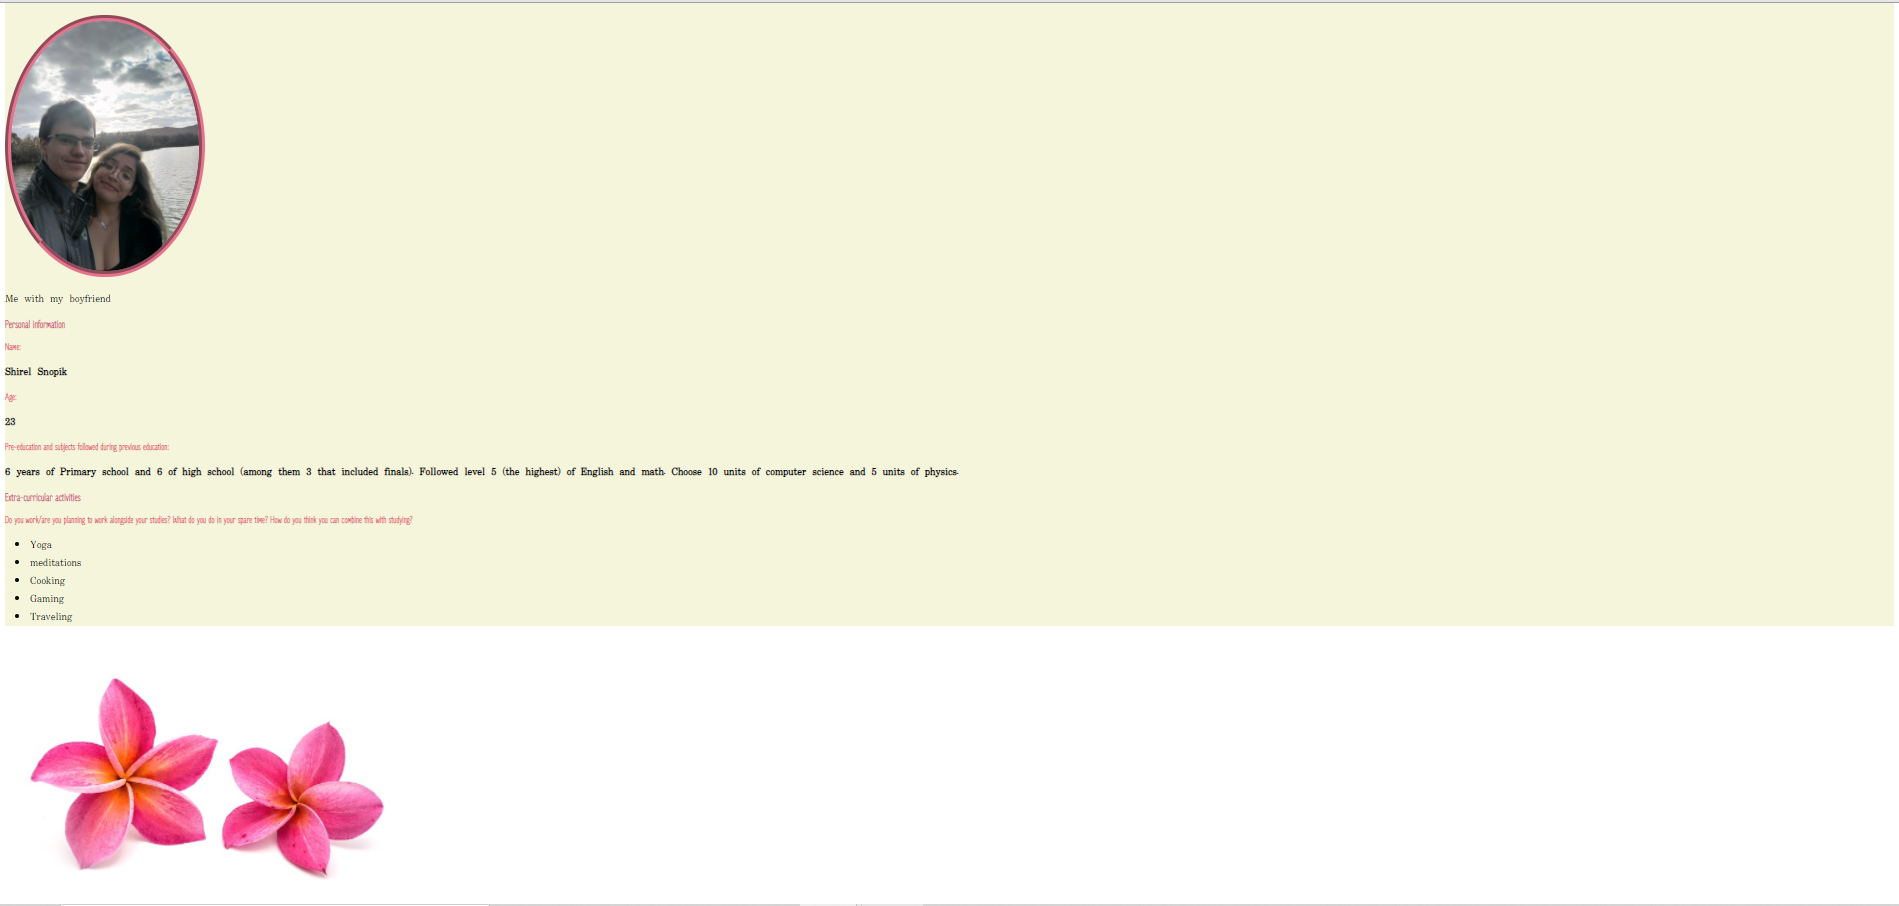 Me with my boyfriend
Personal Information
Name:
Shirel Snopik
Age:
23
Pre-education and subjects followed during previous education:
6 years of Primary school and 6 of high school (among them 3 that included finals). Followed level 5 (the highest) of English and math. Choose 10 units of computer science and 5 units of physics.
Extra-curricular activities
Do you work/are you planning to work alongside your studies? What do you do in your spare time? How do you think you can combine this with studying?
Yoga
meditations
Cooking
Gaming
Traveling